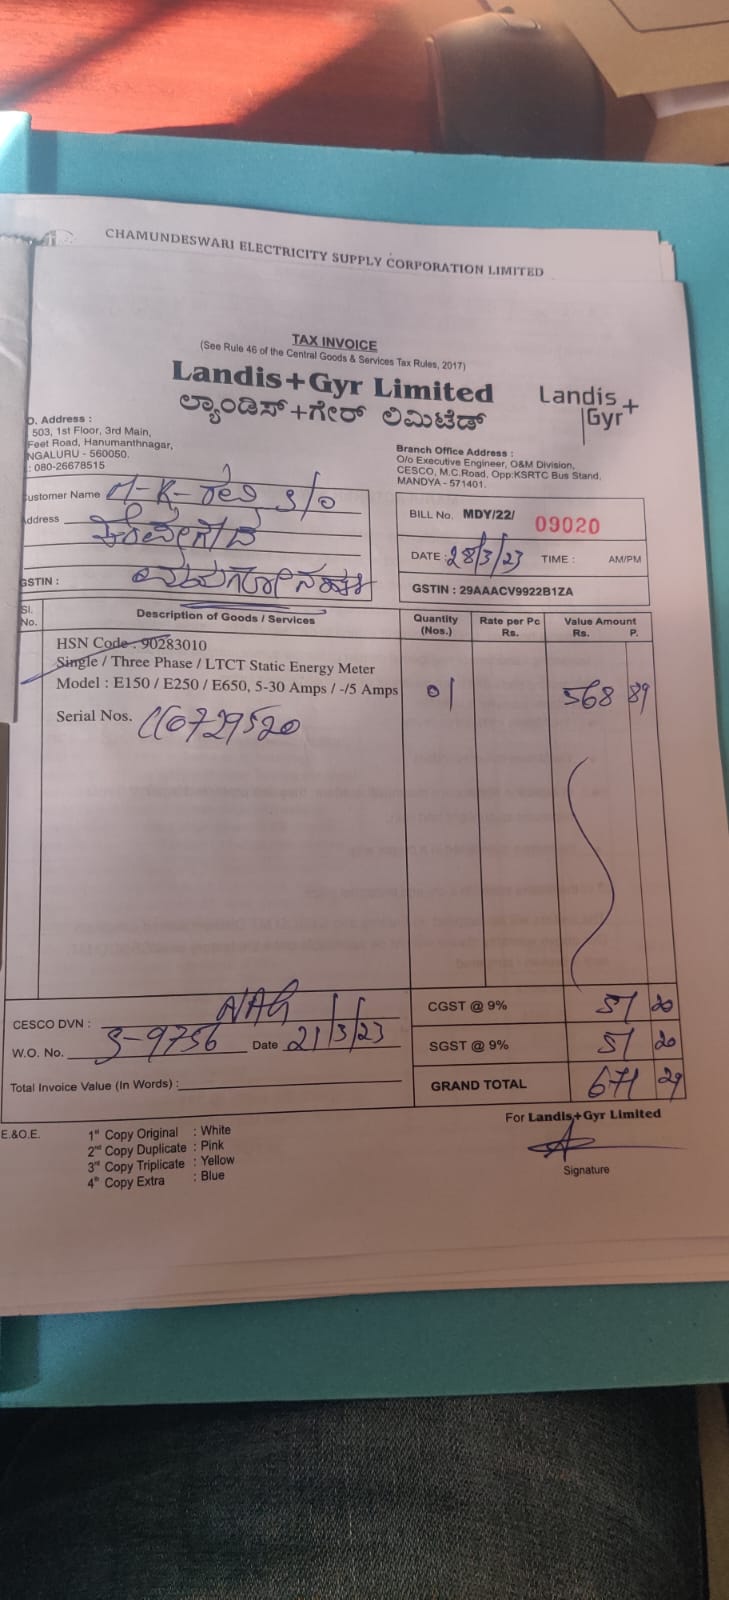 CHAMUNDESWARI ELECTRICITY SUPPLY CORPORATION LIMITED
TAX INVOICE
(See Rule 46 of the Central Goods & Services Tax Rules, 2017)
Landis+Gyr Limited
ಲ್ಯಾಂಡಿಸ್+ಗೇರ್ ಲಿಮಿಟೆಡ್
Landis+
Gyr
O. Address :
503, 1st Floor, 3rd Main,
Feet Road, Hanumanthnagar,
NGALURU - 560050.
: 080-26678515
Branch Office Address :
O/o Executive Engineer, O&M Division,
CESCO, M.C.Road, Opp:KSRTC Bus Stand,
MANDYA - 571401.
ustomer Name M-K- ರವಿ S/o
ddress
GSTIN :
BILL No. MDY/22/ 09020
DATE : 28/3/23 TIME : AM/PM
GSTIN : 29AAACV9922B1ZA
Sl. No. Description of Goods / Services Quantity (Nos.) Rate per Pc Rs. Value Amount Rs. P.
HSN Code : 90283010
Single / Three Phase / LTCT Static Energy Meter
Model : E150 / E250 / E650, 5-30 Amps / -/5 Amps 01 568 89
Serial Nos.
CESCO DVN : NAG
W.O. No. S-9756 Date 21/3/23
Total Invoice Value (In Words) :
CGST @ 9% 51 20
SGST @ 9% 51 20
GRAND TOTAL 671 29
E.&O.E.
1st Copy Original : White
2nd Copy Duplicate : Pink
3rd Copy Triplicate : Yellow
4th Copy Extra : Blue
For Landis+Gyr Limited
Signature